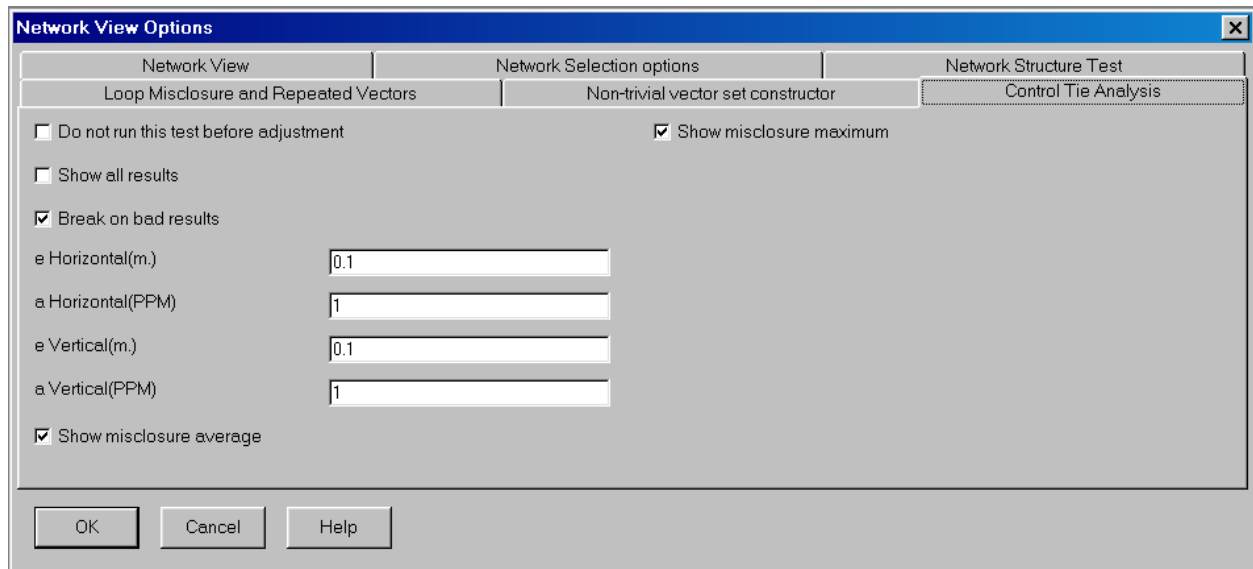 Network View Options
Network View
Network Selection options
Network Structure Test
Loop Misclosure and Repeated Vectors
Non-trivial vector set constructor
Control Tie Analysis
Do not run this test before adjustment
Show misclosure maximum
Show all results
Break on bad results
e Horizontal(m.)
0.1
a Horizontal(PPM)
1
e Vertical(m.)
0.1
a Vertical(PPM)
1
Show misclosure average
OK
Cancel
Help